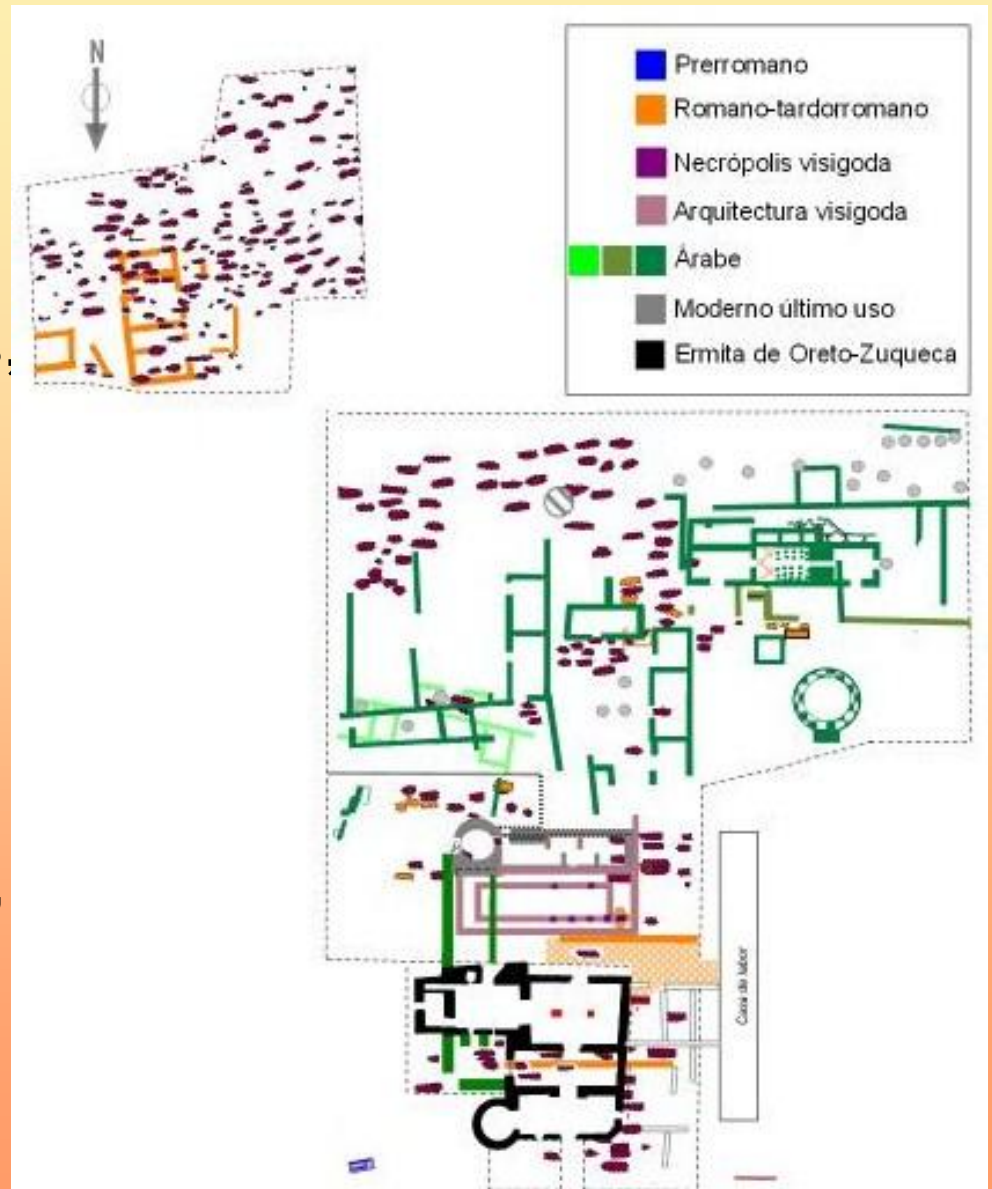 N
Prerromano
Romano-tardorromano
Necrópolis visigoda
Arquitectura visigoda
Árabe
Moderno último uso
Ermita de Oreto-Zuqueca
Casa de labor